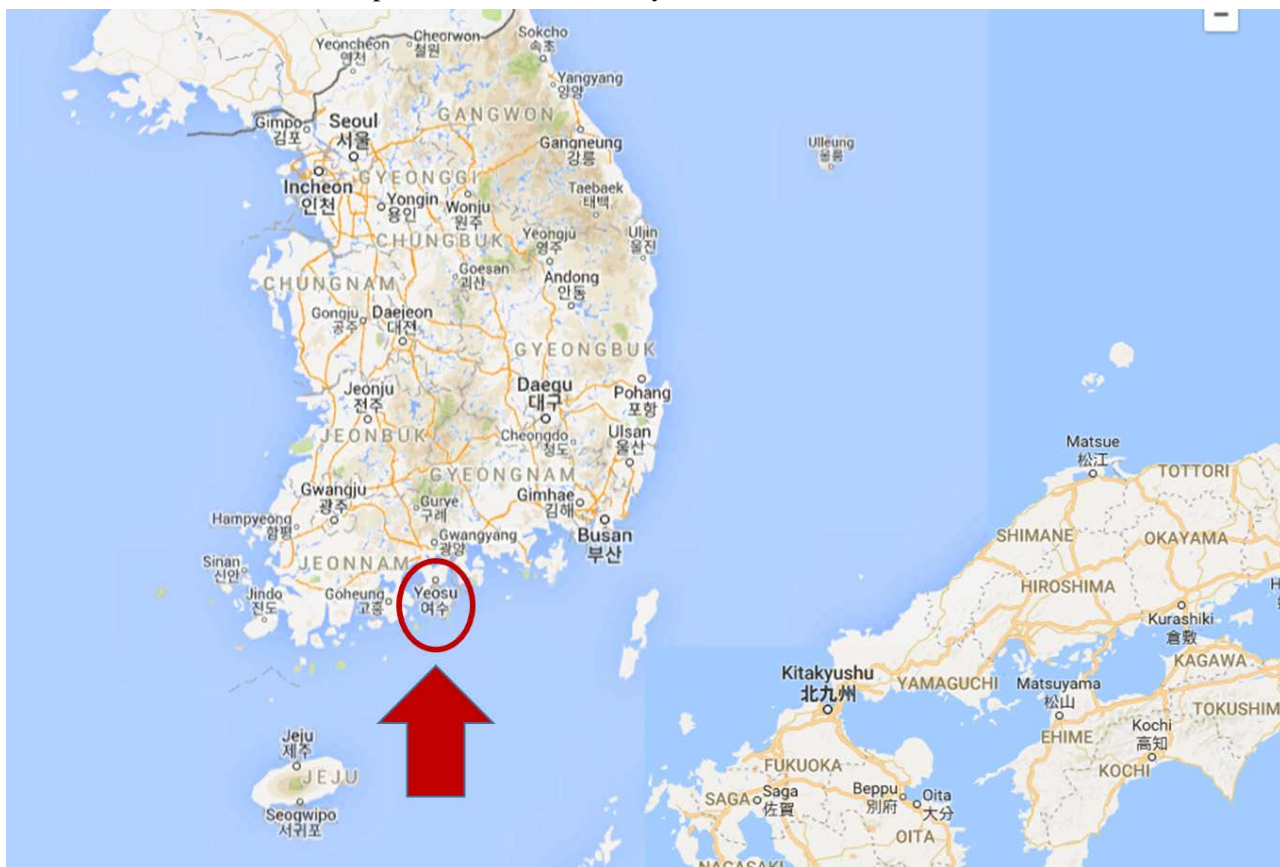 −
Yeoncheon
연천
Cheorwon
철원
Sokcho
속초
Yangyang
양양
GANGWON
Gimpo
김포
Seoul
서울
Gangneung
강릉
Ulleung
울릉
Incheon
인천
GYEONGGI
Yongin
용인
Wonju
원주
Taebaek
태백
CHUNGBUK
Yeongju
영주
Uljin
울진
CHUNGNAM
Goesan
괴산
Andong
안동
Gongju
공주
Daejeon
대전
GYEONGBUK
Jeonju
전주
Daegu
대구
Pohang
포항
JEONBUK
Cheongdo
청도
Ulsan
울산
GYEONGNAM
Gwangju
광주
Gurye
구례
Gimhae
김해
Hampyeong
함평
Gwangyang
광양
Busan
부산
Sinan
신안
JEONNAM
Jindo
진도
Goheung
고흥
Yeosu
여수
Jeju
제주
JEJU
Seogwipo
서귀포
Matsue
松江
TOTTORI
SHIMANE
OKAYAMA
HIROSHIMA
Kurashiki
倉敷
KAGAWA
Kitakyushu
北九州
YAMAGUCHI
Matsuyama
松山
TOKUSHIM
EHIME
Kochi
高知
KOCHI
FUKUOKA
SAGA
Saga
佐賀
Beppu
別府
Oita
大分
OITA
NAGASAKI